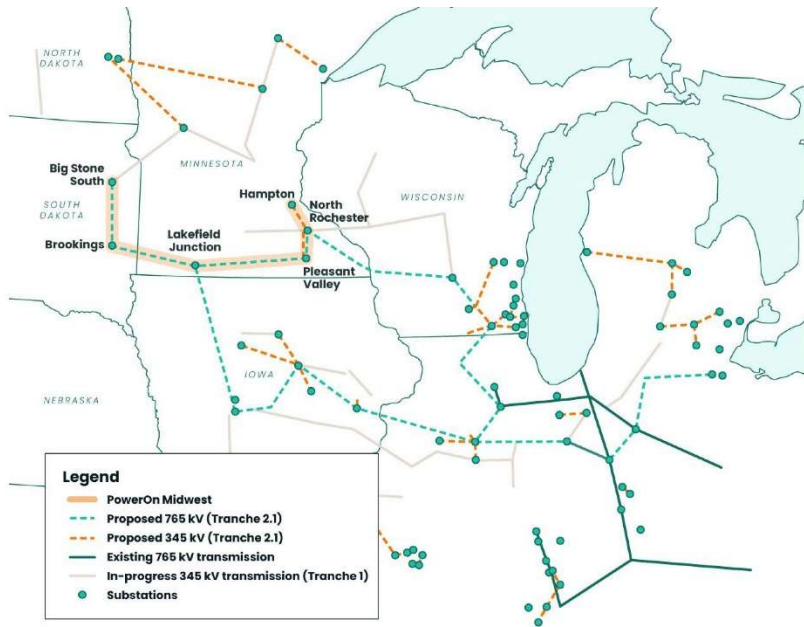 NORTH
DAKOTA
MINNESOTA
Big Stone
South
SOUTH
DAKOTA
Hampton
North
Rochester
WISCONSIN
Brookings
Lakefield
Junction
Pleasant
Valley
IOWA
NEBRASKA
Legend
PowerOn Midwest
Proposed 765 kV (Tranche 2.1)
Proposed 345 kV (Tranche 2.1)
Existing 765 kV transmission
In-progress 345 kV transmission (Tranche 1)
Substations